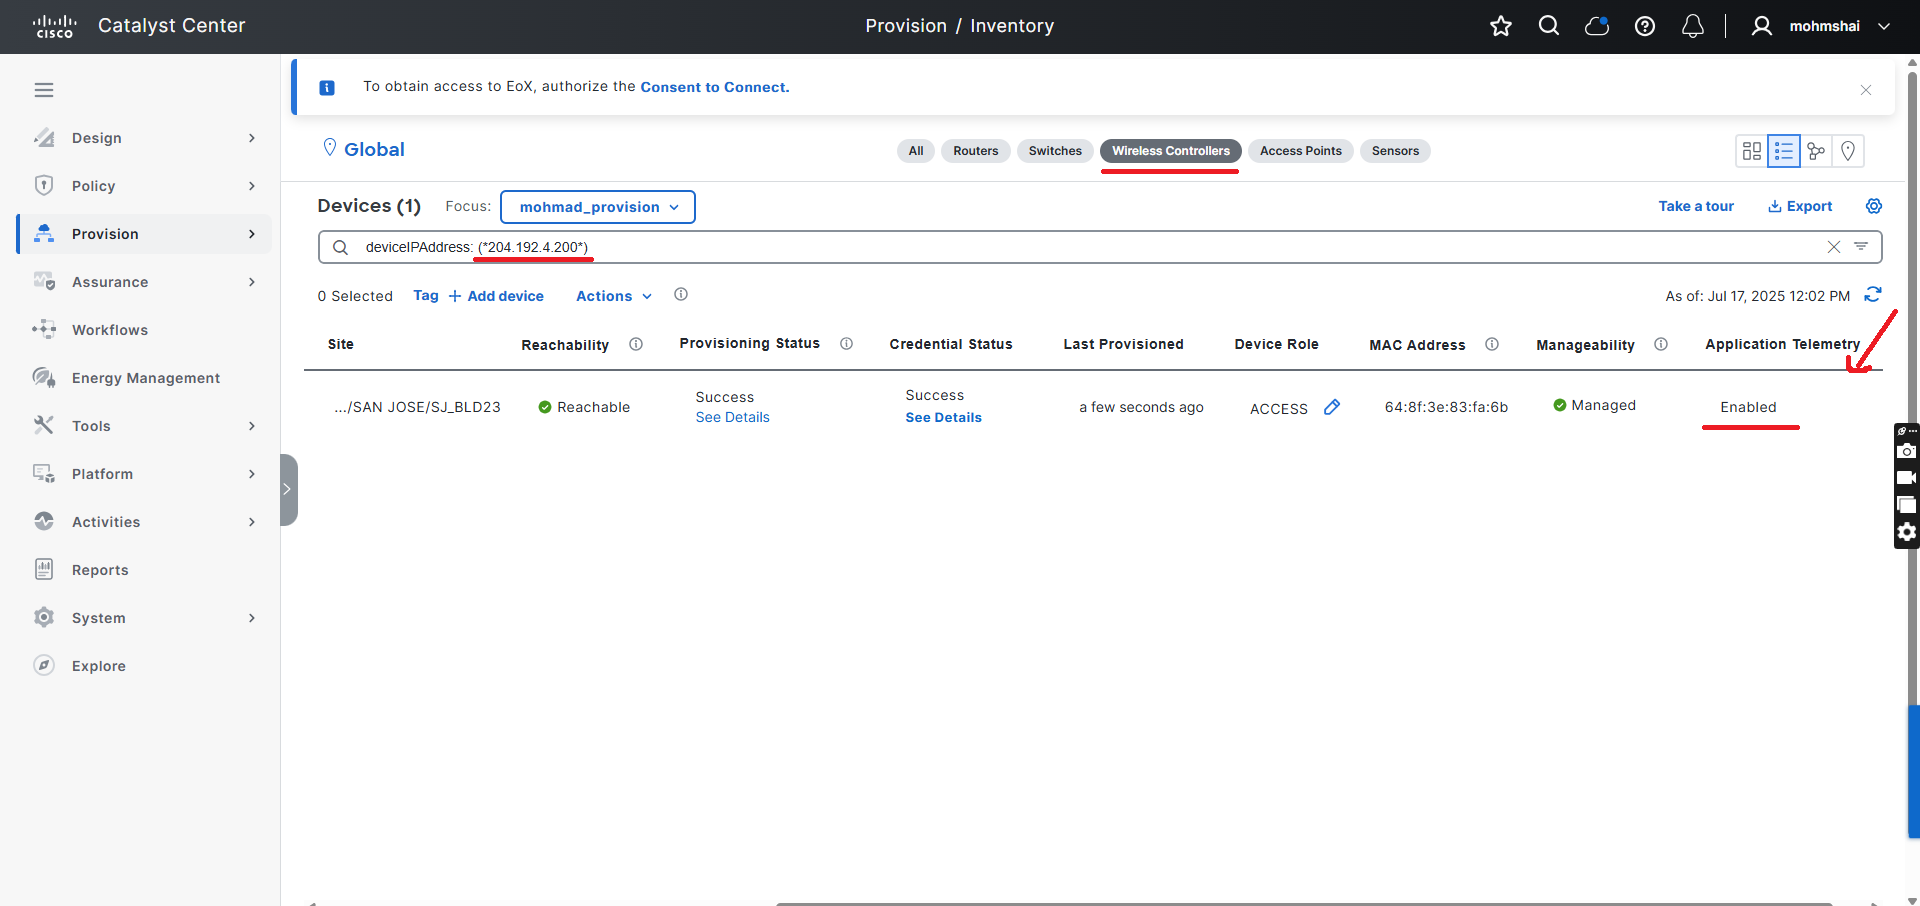 CISCO
Catalyst Center
Provision / Inventory
mohmshai
To obtain access to EoX, authorize the Consent to Connect.
Design
Policy
Provision
Assurance
Workflows
Energy Management
Tools
Platform
Activities
Reports
System
Explore
Global
All
Routers
Switches
Wireless Controllers
Access Points
Sensors
Devices (1)
Focus:
mohmad_provision
Take a tour
Export
deviceIPAddress: (*204.192.4.200*)
0 Selected
Tag
Add device
Actions
As of: Jul 17, 2025 12:02 PM
Site
Reachability
Provisioning Status
Credential Status
Last Provisioned
Device Role
MAC Address
Manageability
Application Telemetry
.../SAN JOSE/SJ_BLD23
Reachable
Success
See Details
Success
See Details
a few seconds ago
ACCESS
64:8f:3e:83:fa:6b
Managed
Enabled